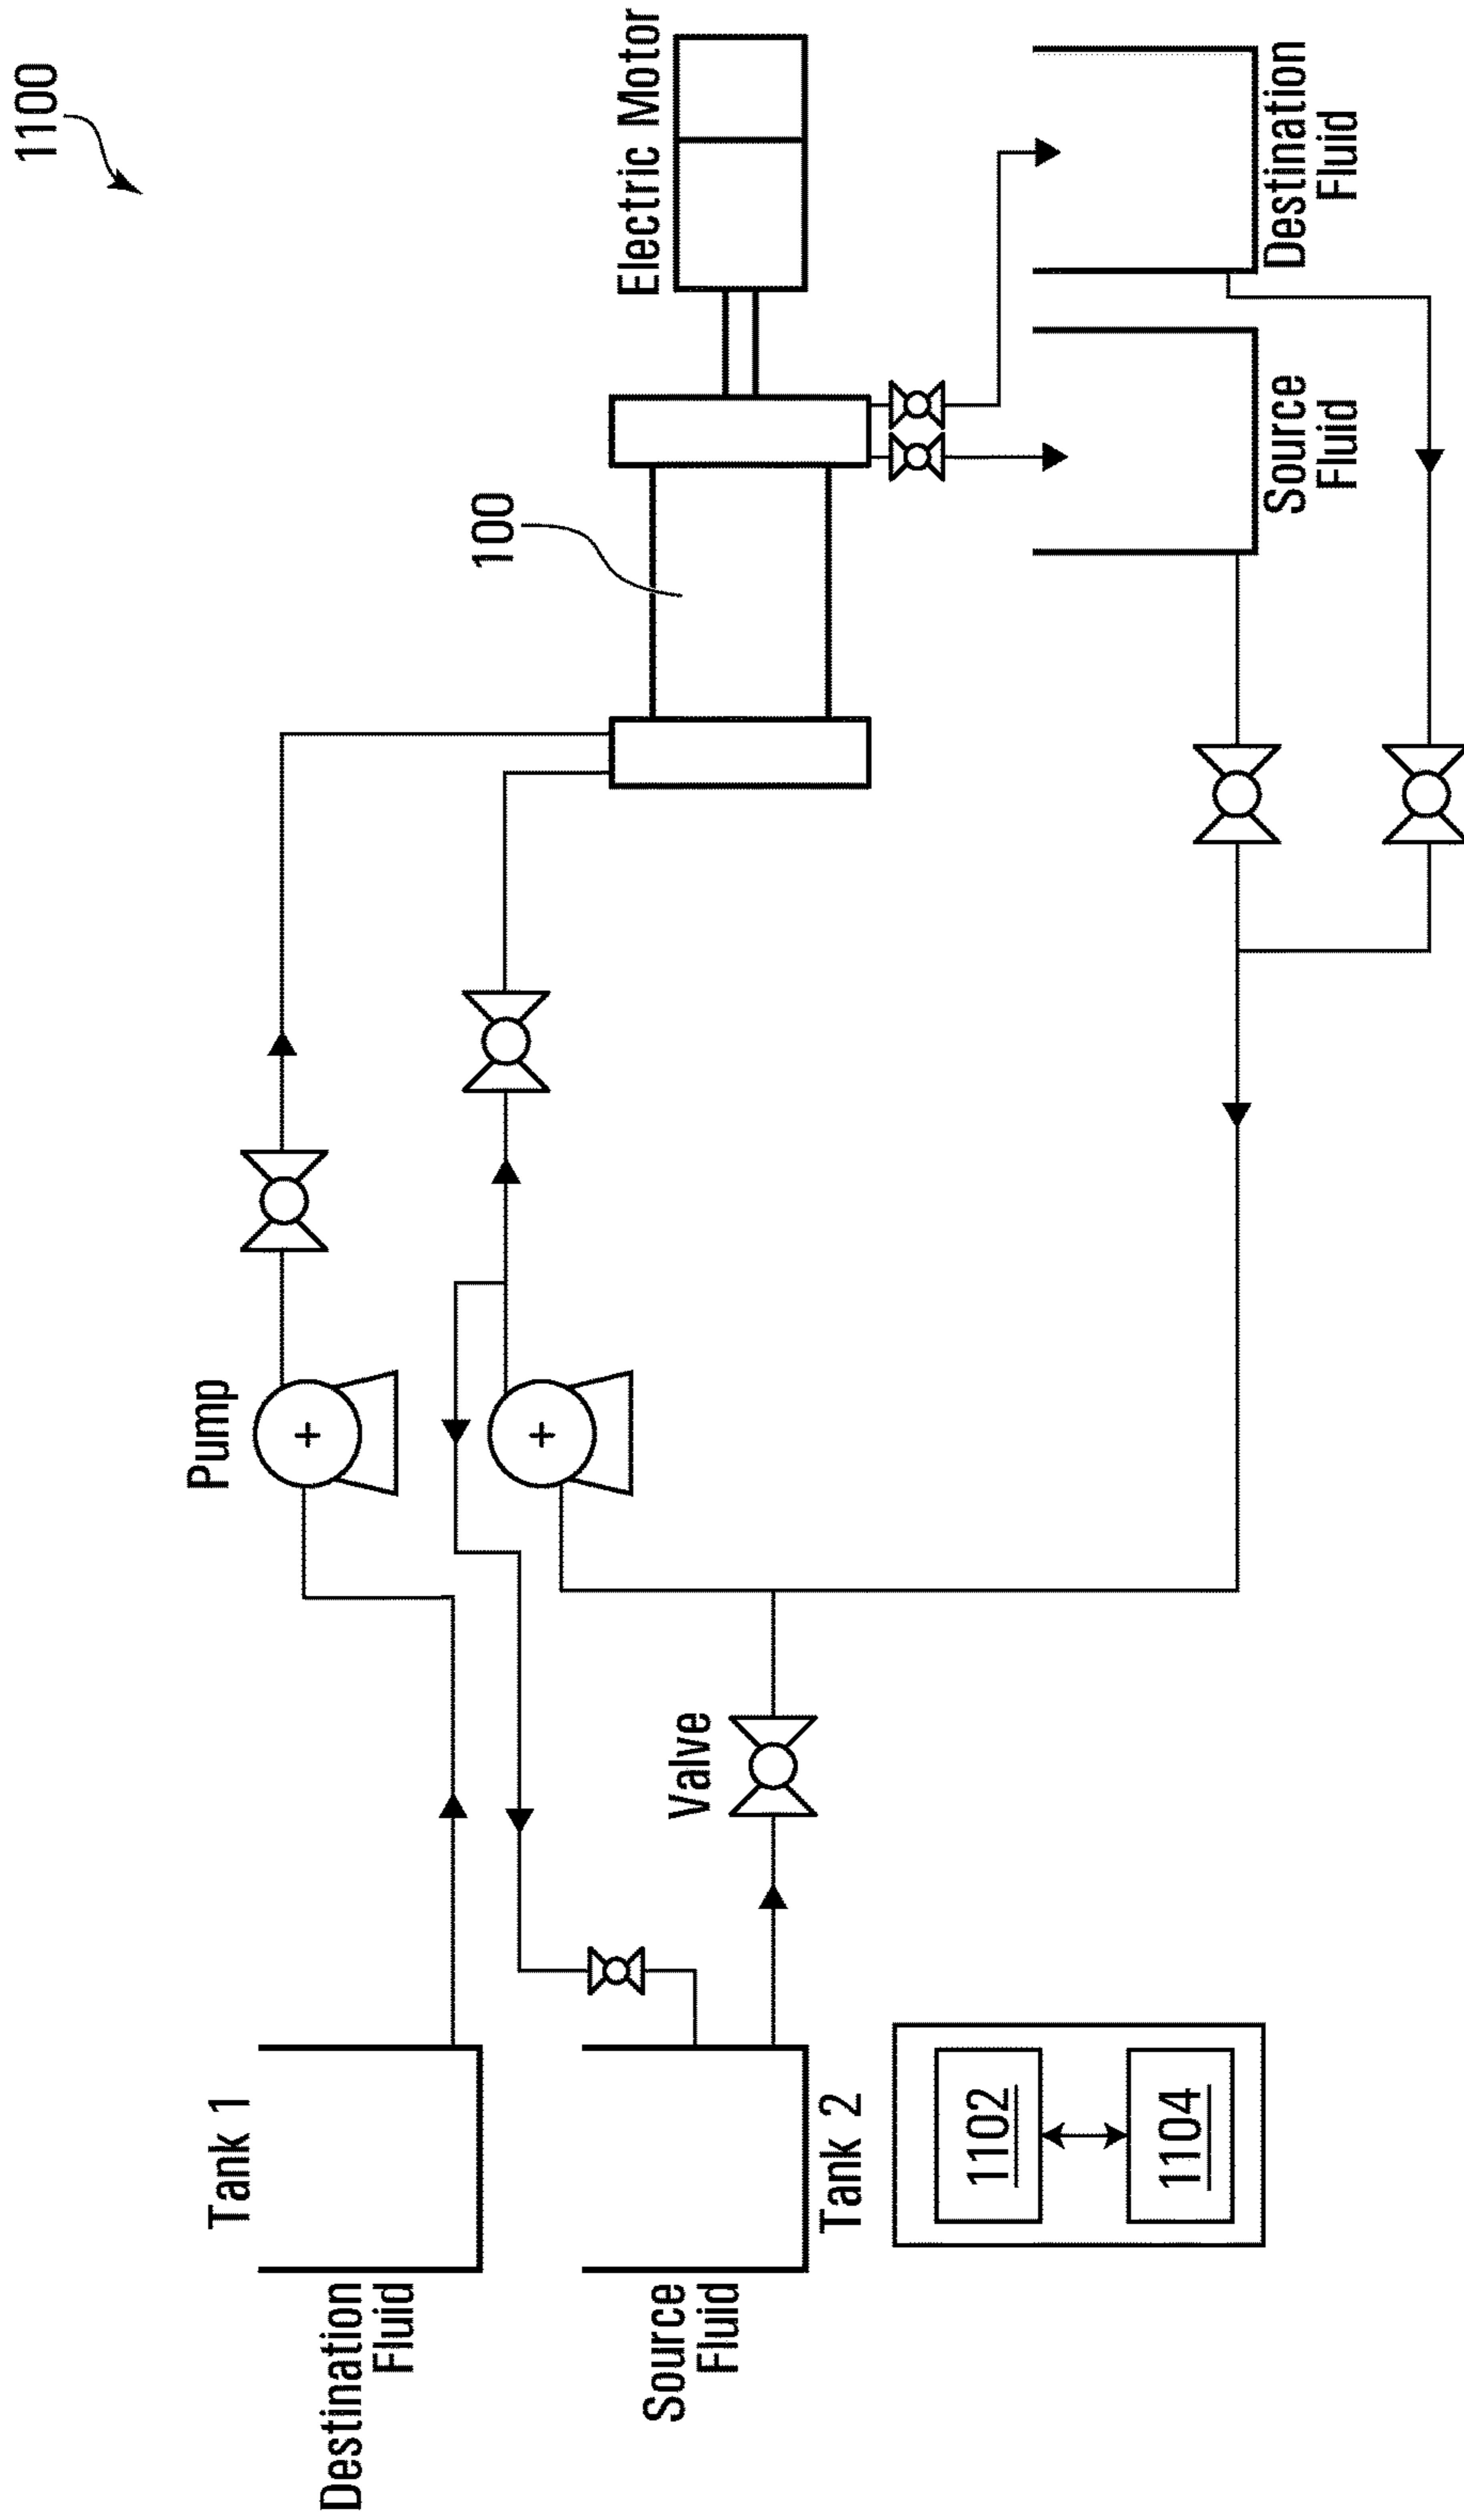 1100
Tank 1
Destination
Fluid
Pump
100
Electric Motor
Source
Fluid
Tank 2
Valve
1102
1104
Source
Fluid
Destination
Fluid